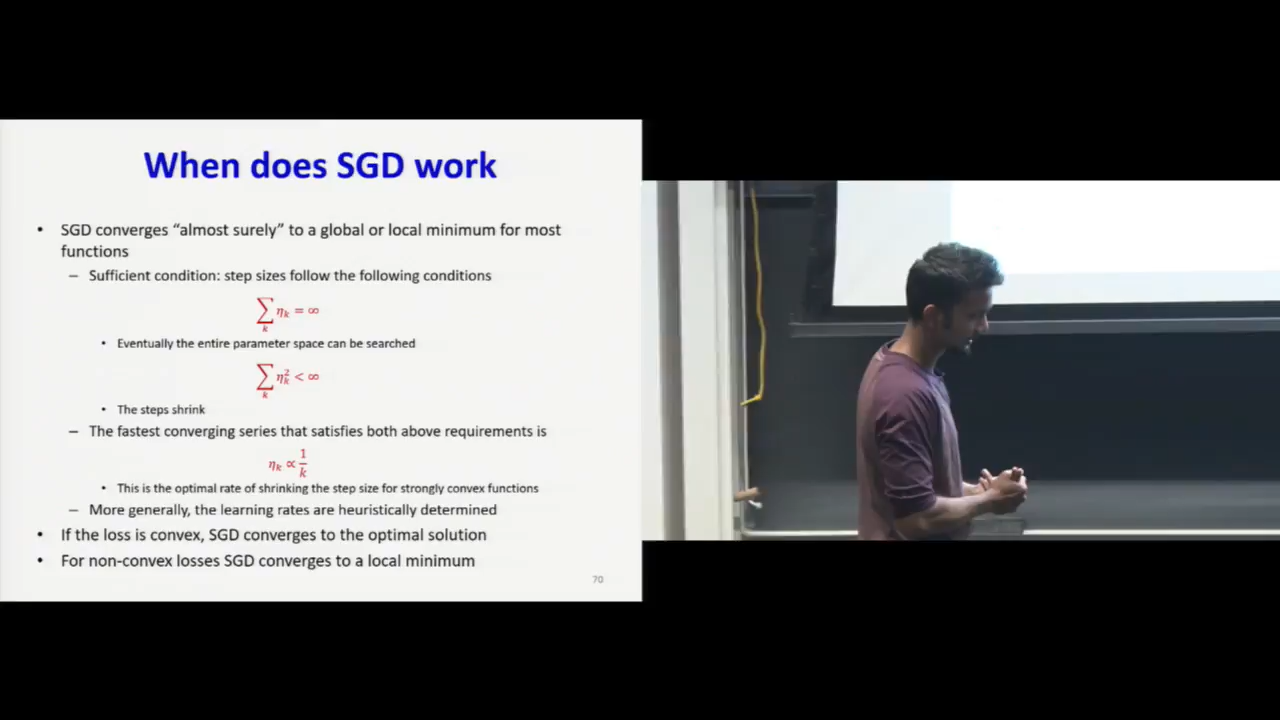 When does SGD work
• SGD converges “almost surely” to a global or local minimum for most
functions
– Sufficient condition: step sizes follow the following conditions
∑_k η_k = ∞
• Eventually the entire parameter space can be searched
∑_k η_k^2 < ∞
• The steps shrink
– The fastest converging series that satisfies both above requirements is
η_k ∝ 1/k
• This is the optimal rate of shrinking the step size for strongly convex functions
– More generally, the learning rates are heuristically determined
• If the loss is convex, SGD converges to the optimal solution
• For non-convex losses SGD converges to a local minimum
70